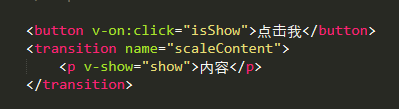 <button v-on:click="isShow">点击我</button>
<transition name="scaleContent">
    <p v-show="show">内容</p>
</transition>